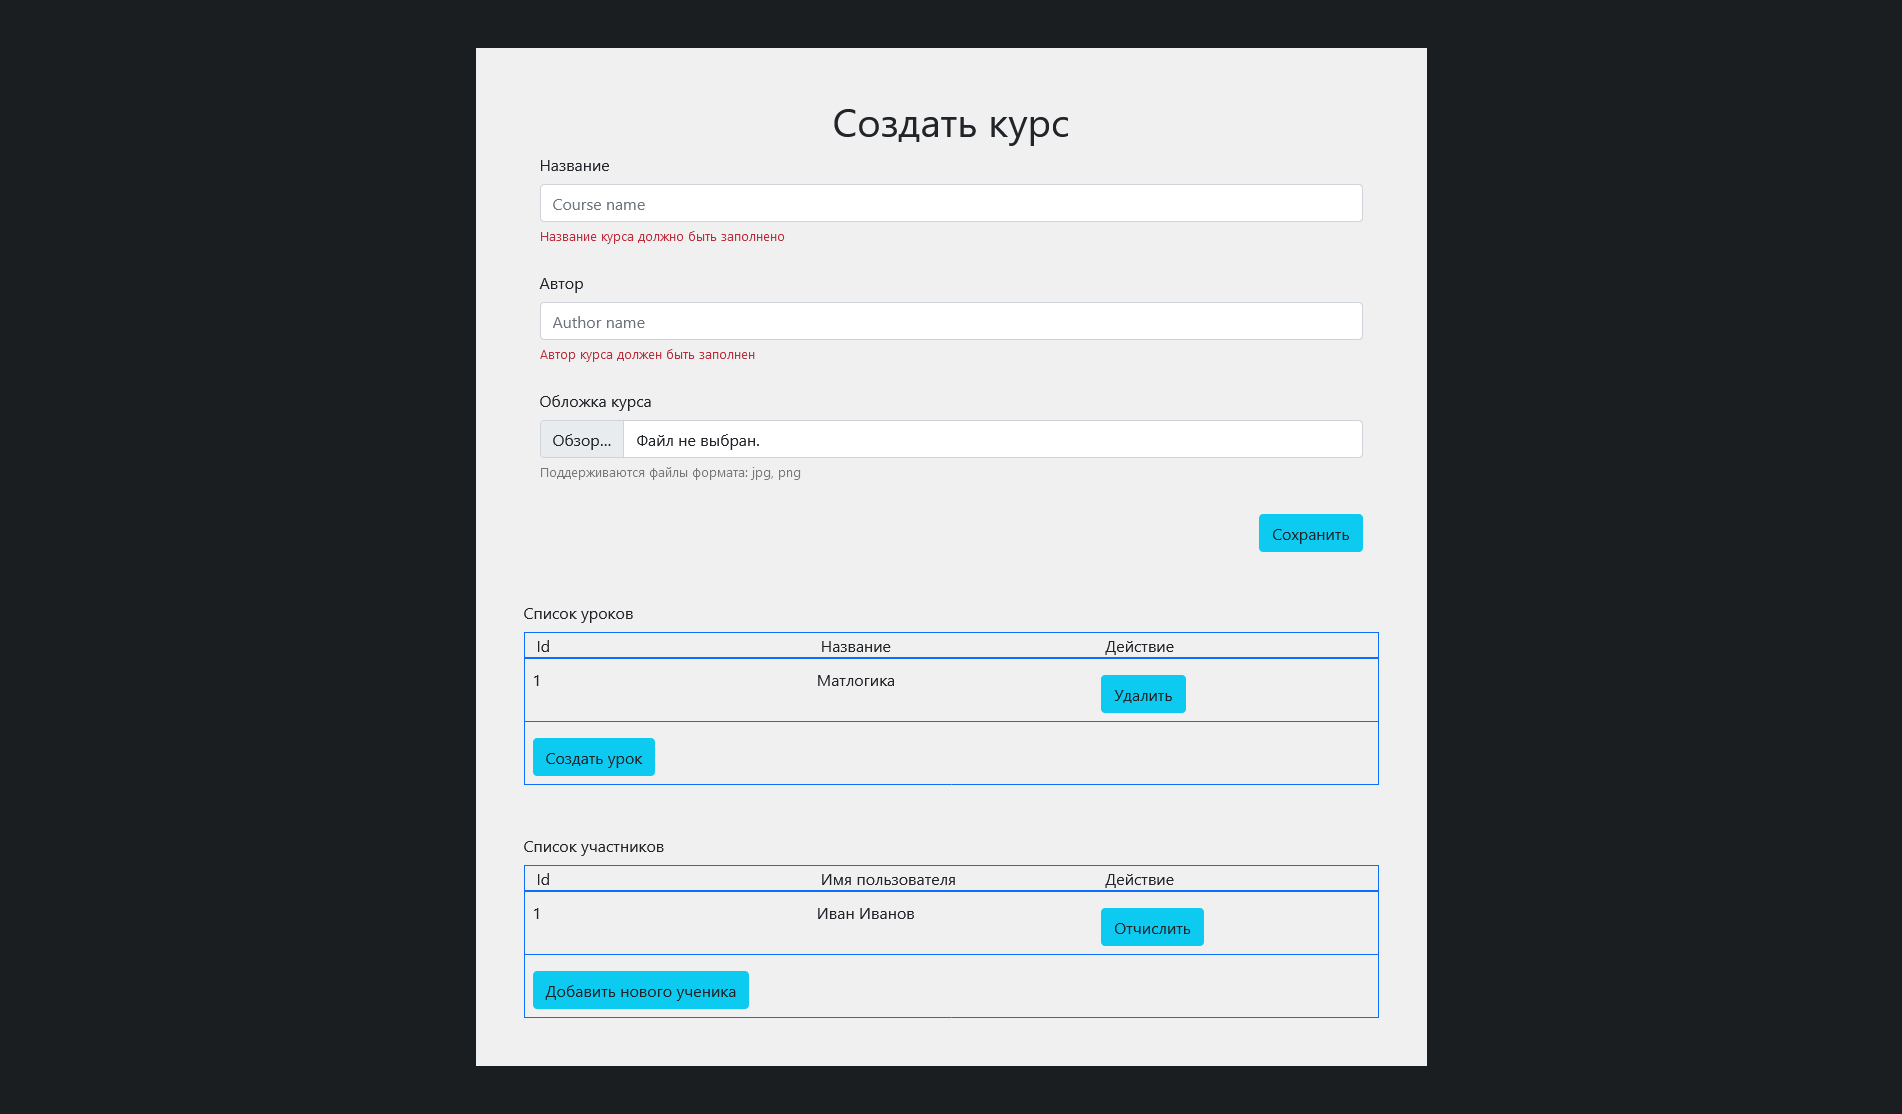 Создать курс
Название
Course name
Название курса должно быть заполнено
Автор
Author name
Автор курса должен быть заполнен
Обложка курса
Обзор... Файл не выбран.
Поддерживаются файлы формата: jpg, png
Сохранить
Список уроков
Id Название Действие
1 Матлогика Удалить
Создать урок
Список участников
Id Имя пользователя Действие
1 Иван Иванов Отчислить
Добавить нового ученика